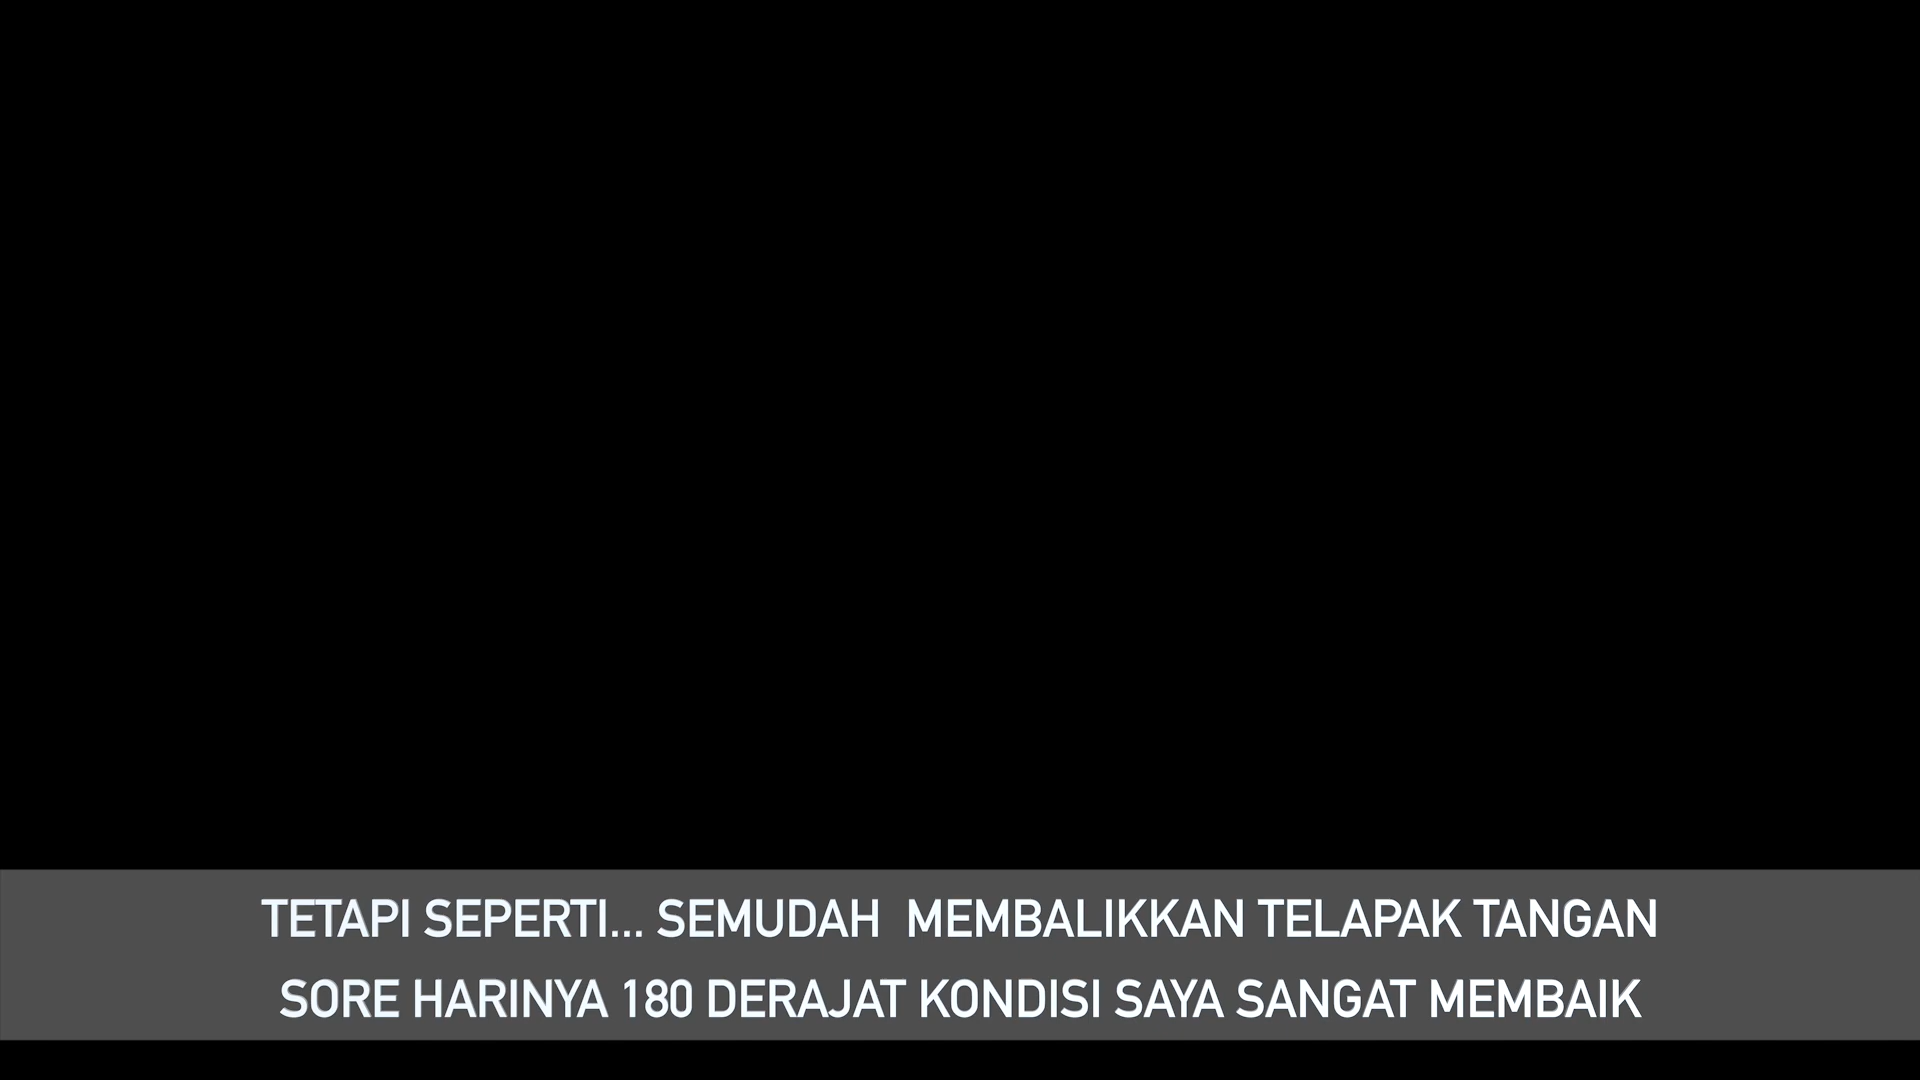 TETAPI SEPERTI... SEMUDAH  MEMBALIKKAN TELAPAK TANGAN
SORE HARINYA 180 DERAJAT KONDISI SAYA SANGAT MEMBAIK